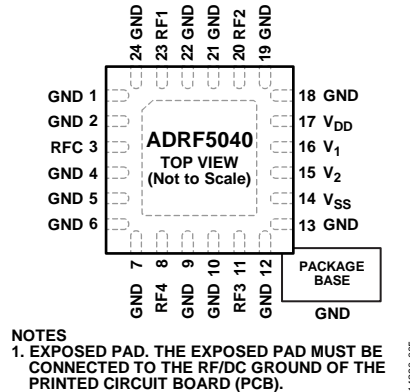 24 GND
23 RF1
22 GND
21 GND
20 RF2
19 GND
GND 1
GND 2
RFC 3
GND 4
GND 5
GND 6
ADRF5040
TOP VIEW
(Not to Scale)
18 GND
17 VDD
16 V1
15 V2
14 VSS
13 GND
GND 7
RF4 8
GND 9
GND 10
RF3 11
GND 12
PACKAGE
BASE
GND
NOTES
1. EXPOSED PAD. THE EXPOSED PAD MUST BE
CONNECTED TO THE RF/DC GROUND OF THE
PRINTED CIRCUIT BOARD (PCB).